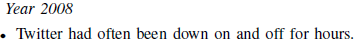 Year 2008
• Twitter had often been down on and off for hours.